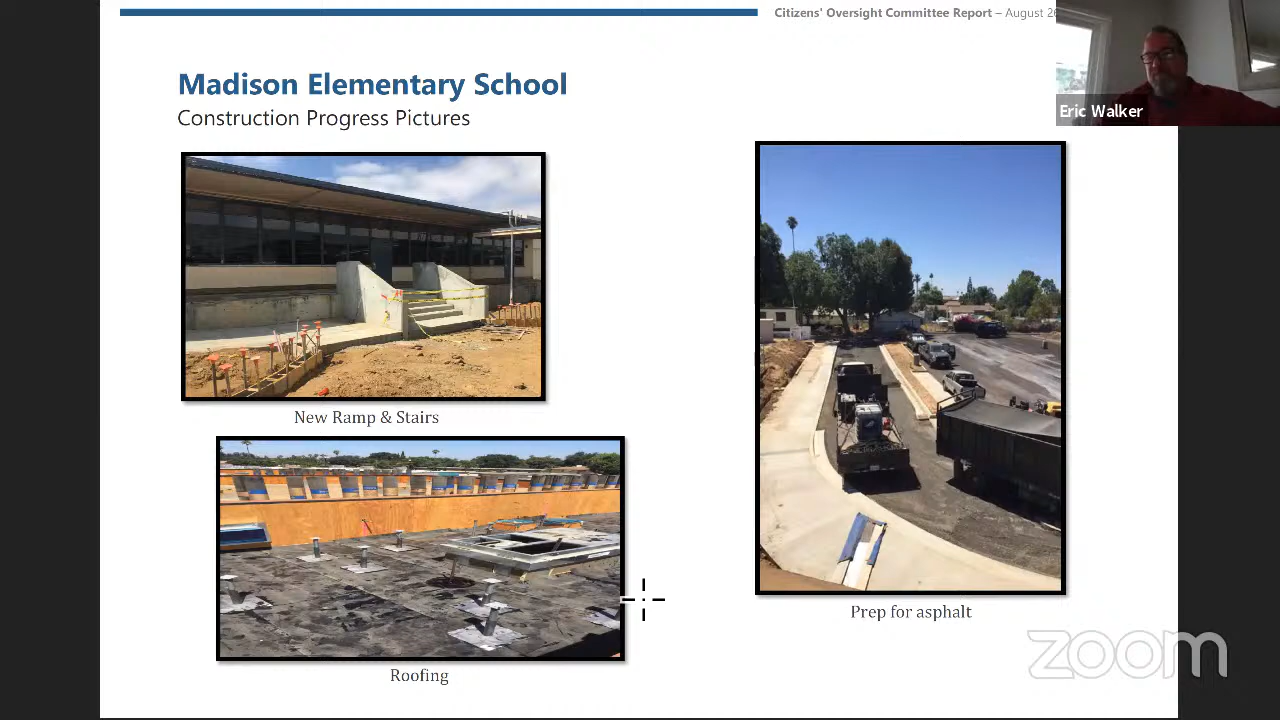 Citizens' Oversight Committee Report – August
Eric Walker
Madison Elementary School
Construction Progress Pictures
New Ramp & Stairs
Roofing
Prep for asphalt
zoom